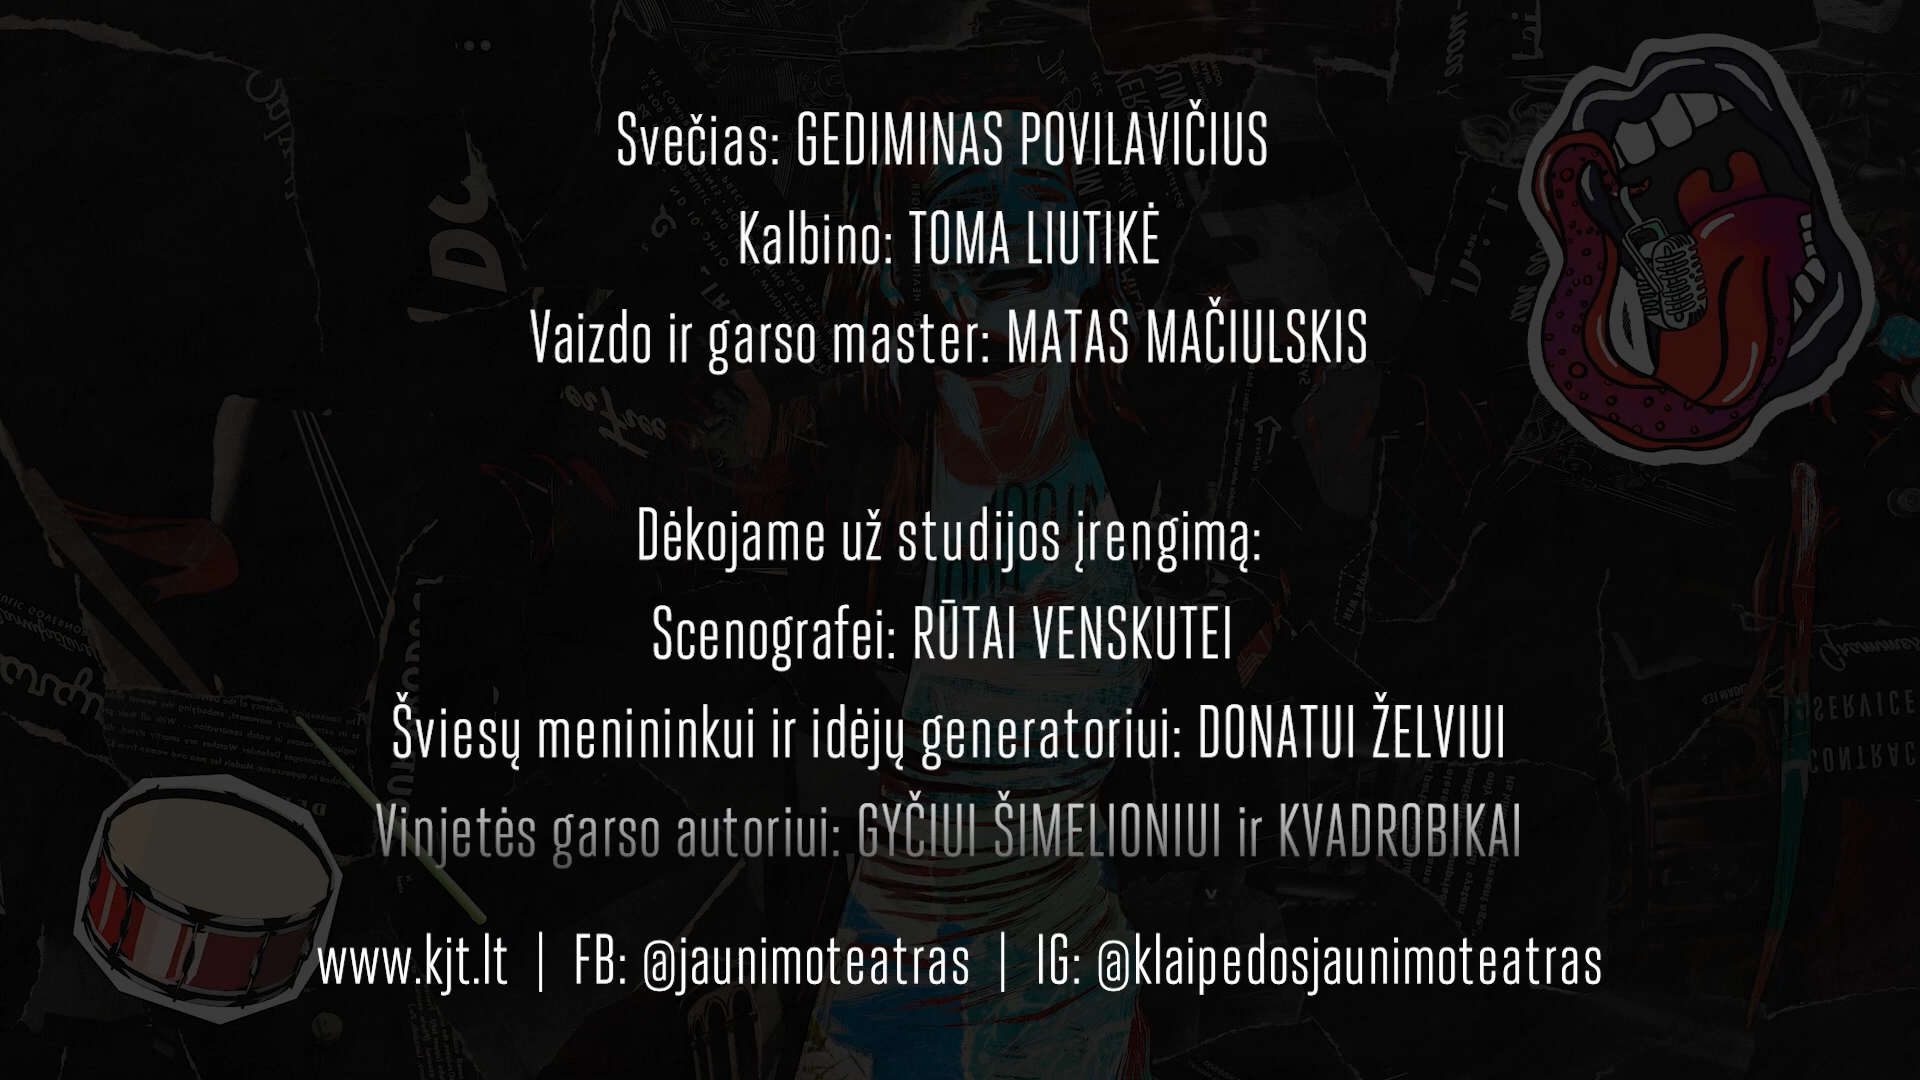 Svečias: GEDIMINAS POVILAVIČIUS
Kalbino: TOMA LIUTIKĖ
Vaizdo ir garso master: MATAS MAČIULSKIS
Dėkojame už studijos įrengimą:
Scenografei: RŪTAI VENSKUTEI
Šviesų menininkui ir idėjų generatoriui: DONATUI ŽELVIUI
Vinjetės garso autoriui: GYČIUI ŠIMELIONIUI ir KVADROBIKAI
www.kjt.lt | FB: @jaunimoteatras | IG: @klaipedosjaunimoteatras